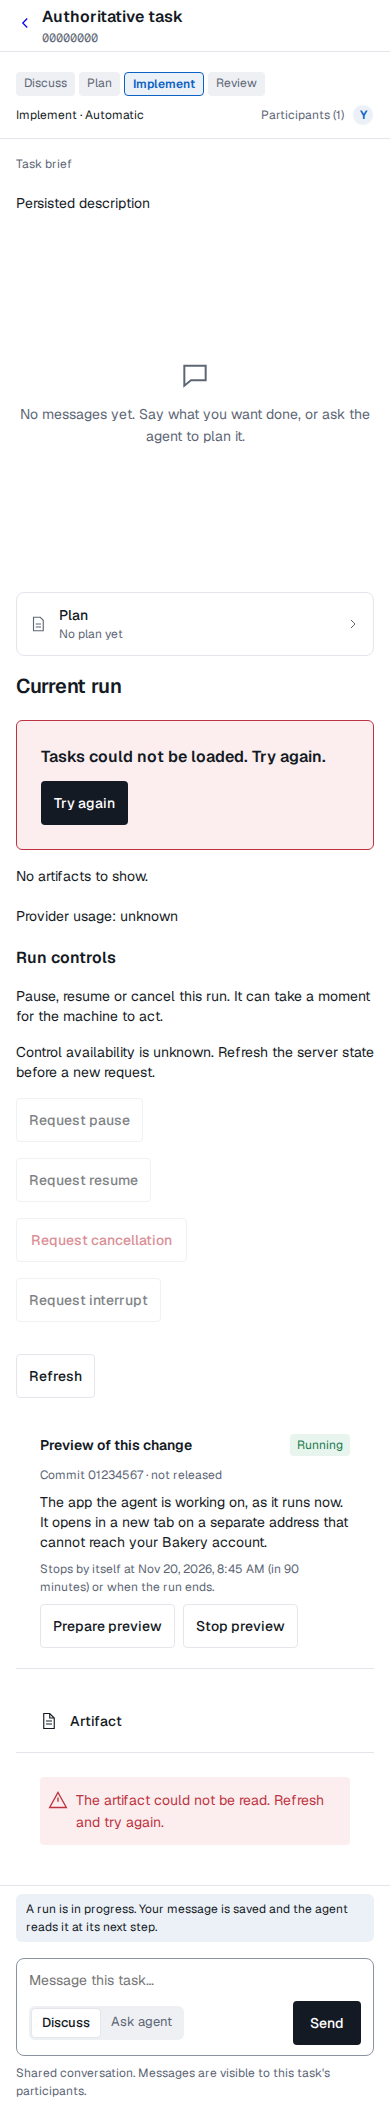 Authoritative task
00000000
Discuss Plan Implement Review
Implement · Automatic Participants (1) Y
Task brief
Persisted description
No messages yet. Say what you want done, or ask the
agent to plan it.
Plan
No plan yet
Current run
Tasks could not be loaded. Try again.
Try again
No artifacts to show.
Provider usage: unknown
Run controls
Pause, resume or cancel this run. It can take a moment
for the machine to act.
Control availability is unknown. Refresh the server state
before a new request.
Request pause
Request resume
Request cancellation
Request interrupt
Refresh
Preview of this change Running
Commit 01234567 · not released
The app the agent is working on, as it runs now.
It opens in a new tab on a separate address that
cannot reach your Bakery account.
Stops by itself at Nov 20, 2026, 8:45 AM (in 90
minutes) or when the run ends.
Prepare preview Stop preview
Artifact
The artifact could not be read. Refresh
and try again.
A run is in progress. Your message is saved and the agent
reads it at its next step.
Message this task...
Discuss Ask agent Send
Shared conversation. Messages are visible to this task's
participants.